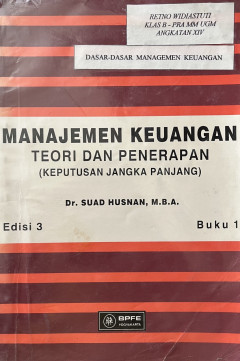 RETNO WIDIASTUTI
KLAS B - PRA MM UGM
ANGKATAN XIV
DASAR-DASAR MANAGEMEN KEUANGAN
MANAJEMEN KEUANGAN
TEORI DAN PENERAPAN
(KEPUTUSAN JANGKA PANJANG)
Dr. SUAD HUSNAN, M.B.A.
Edisi 3
Buku 1
BPFE
YOGYAKARTA